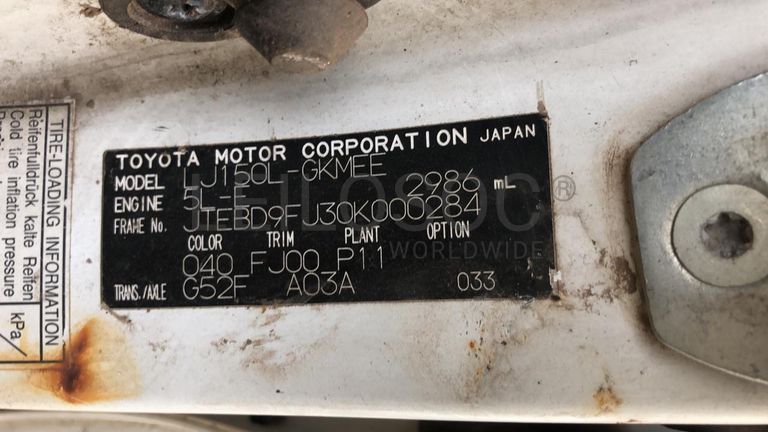 TOYOTA MOTOR CORPORATION JAPAN
MODEL LJ150L-GKMEE
ENGINE 5L-E 2986 mL
FRAME No. JTEBD9FJ30K000284
COLOR TRIM PLANT OPTION
040 FJ00 P11
TRANS./AXLE G52F A03A 033
TIRE-LOADING INFORMATION
Reifenfülldrück kalte Reifen
Cold tire inflation pressure kPa/
WORLDWIDE